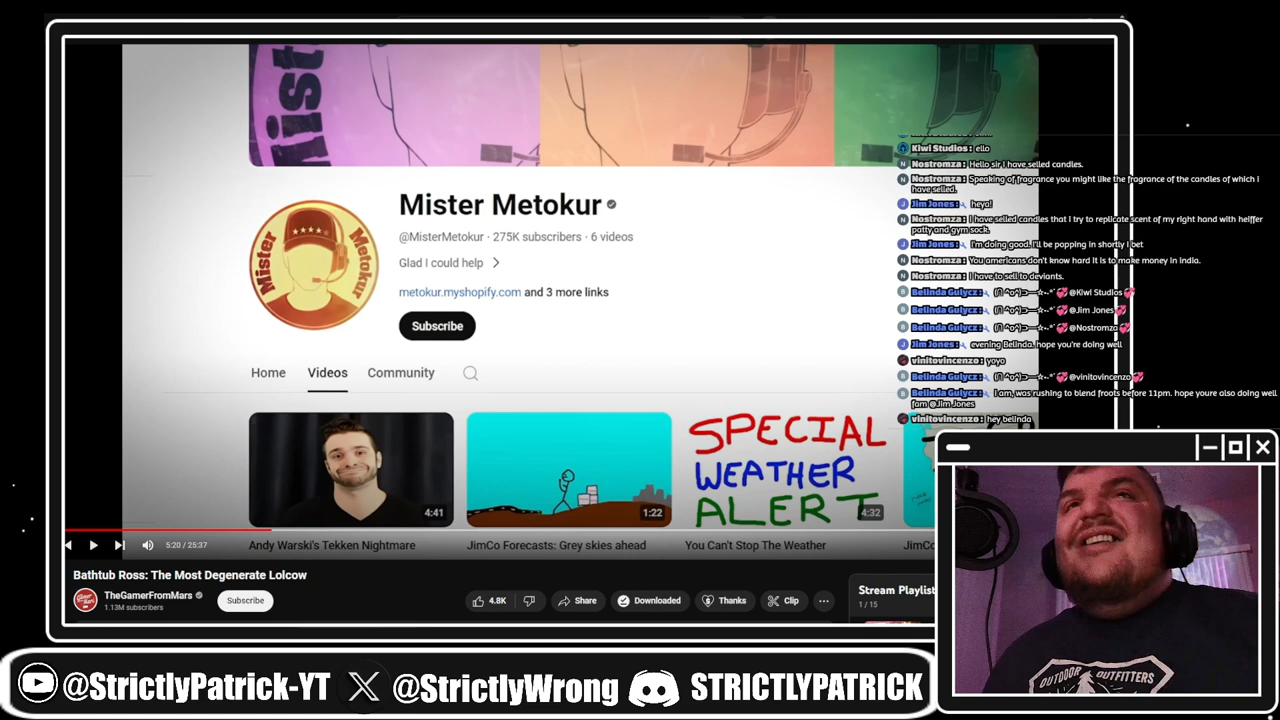 Mist
Mister Metokur
@MisterMetokur · 275K subscribers · 6 videos
Glad I could help
metokur.myshopify.com and 3 more links
Subscribe
Mister
Metokur
Home Videos Community
4:41
1:22
SPECIAL
WEATHER
ALERT
4:32
Andy Warski's Tekken Nightmare
JimCo Forecasts: Grey skies ahead
You Can't Stop The Weather
JimCo
5:20 / 25:37
Bathtub Ross: The Most Degenerate Lolcow
TheGamerFromMars
1.13M subscribers
Subscribe
4.8K
Share
Downloaded
Thanks
Clip
Stream Playlist
1 / 15
Kiwi Studios: ello
Nostromza: Hello sir I have selled candles.
Nostromza: Speaking of fragrance you might like the fragrance of the candles of which i
have selled.
Jim Jones: heya!
Nostromza: I have selled candles that i try to replicate scent of my right hand with heiffer
patty and gym sock.
Jim Jones: I'm doing good. I'll be popping in shortly I bet
Nostromza: You americans don't know hard it is to make money in india.
Nostromza: I have to sell to deviants.
Belinda Gulycz: @Kiwi Studios
Belinda Gulycz: @Jim Jones
Belinda Gulycz: @Nostromza
Jim Jones: evening Belinda. hope you're doing well
vinitovincenzo: yoyo
Belinda Gulycz: @vinitovincenzo
Belinda Gulycz: I am, was rushing to blend froots before 11pm. hope youre also doing well
fam @Jim Jones
vinitovincenzo: hey belinda
OUTDOOR OUTFITTERS
@StrictlyPatrick-YT
@StrictlyWrong
STRICTLYPATRICK